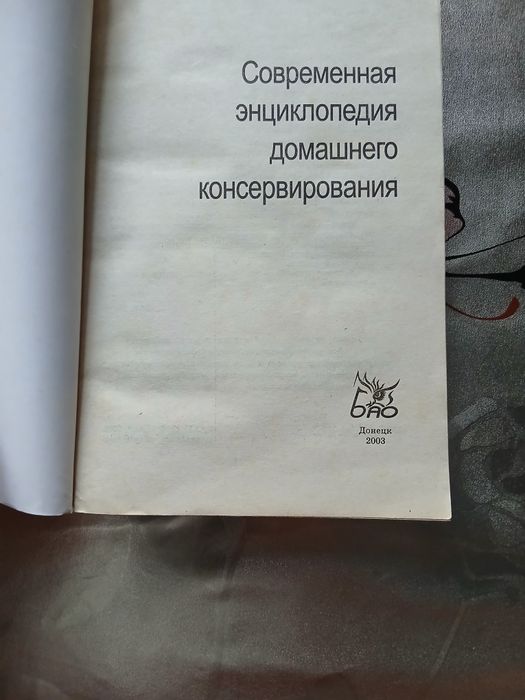 Современная
энциклопедия
домашнего
консервирования
БАО
Донецк
2003